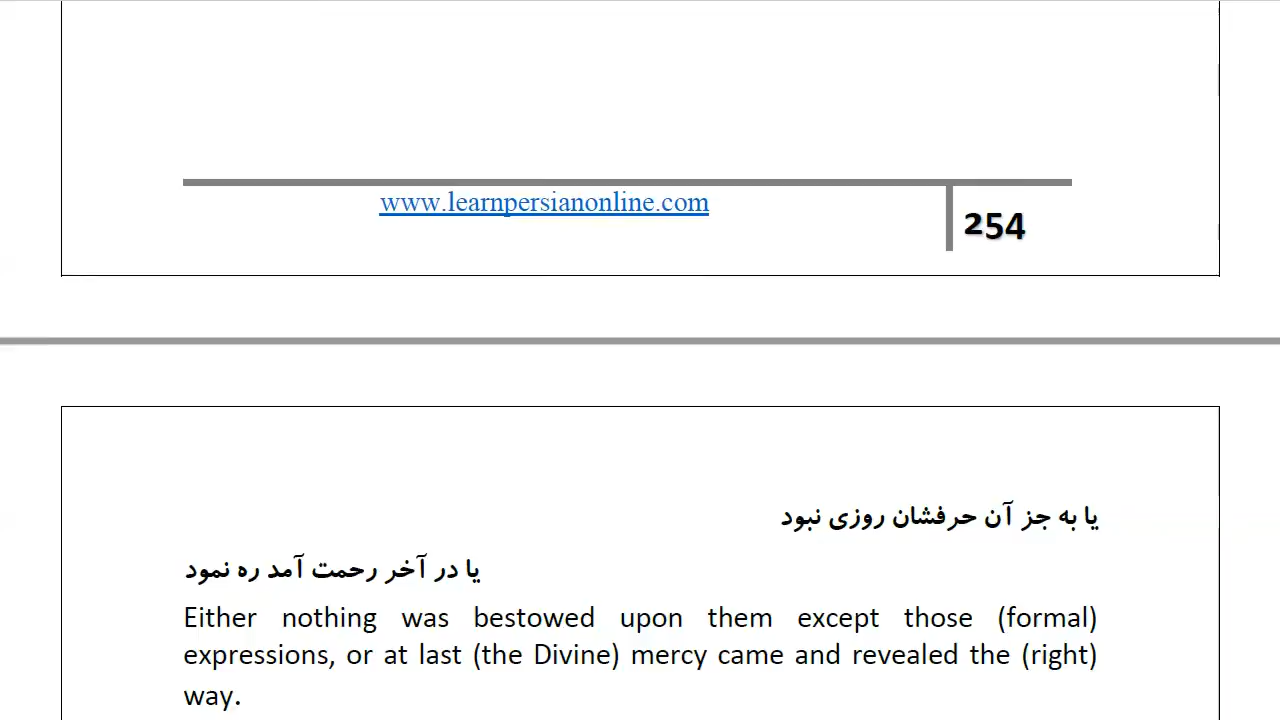 www.learnpersianonline.com
254
یا به جز آن حرفشان روزی نبود
یا در آخر رحمت آمد ره نمود
Either nothing was bestowed upon them except those (formal)
expressions, or at last (the Divine) mercy came and revealed the (right)
way.